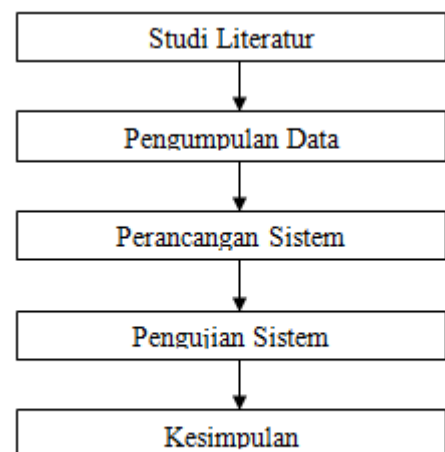 Studi Literatur
Pengumpulan Data
Perancangan Sistem
Pengujian Sistem
Kesimpulan